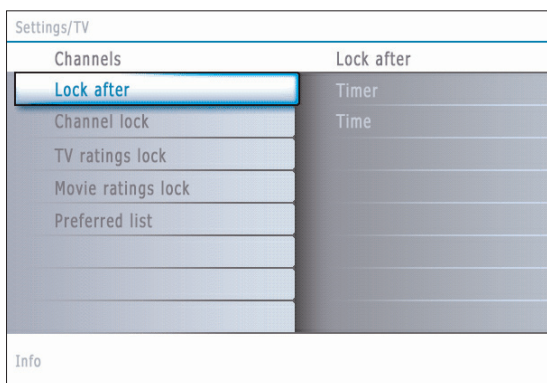 Settings/TV
Channels
Lock after
Lock after
Timer
Channel lock
Time
TV ratings lock
Movie ratings lock
Preferred list
Info